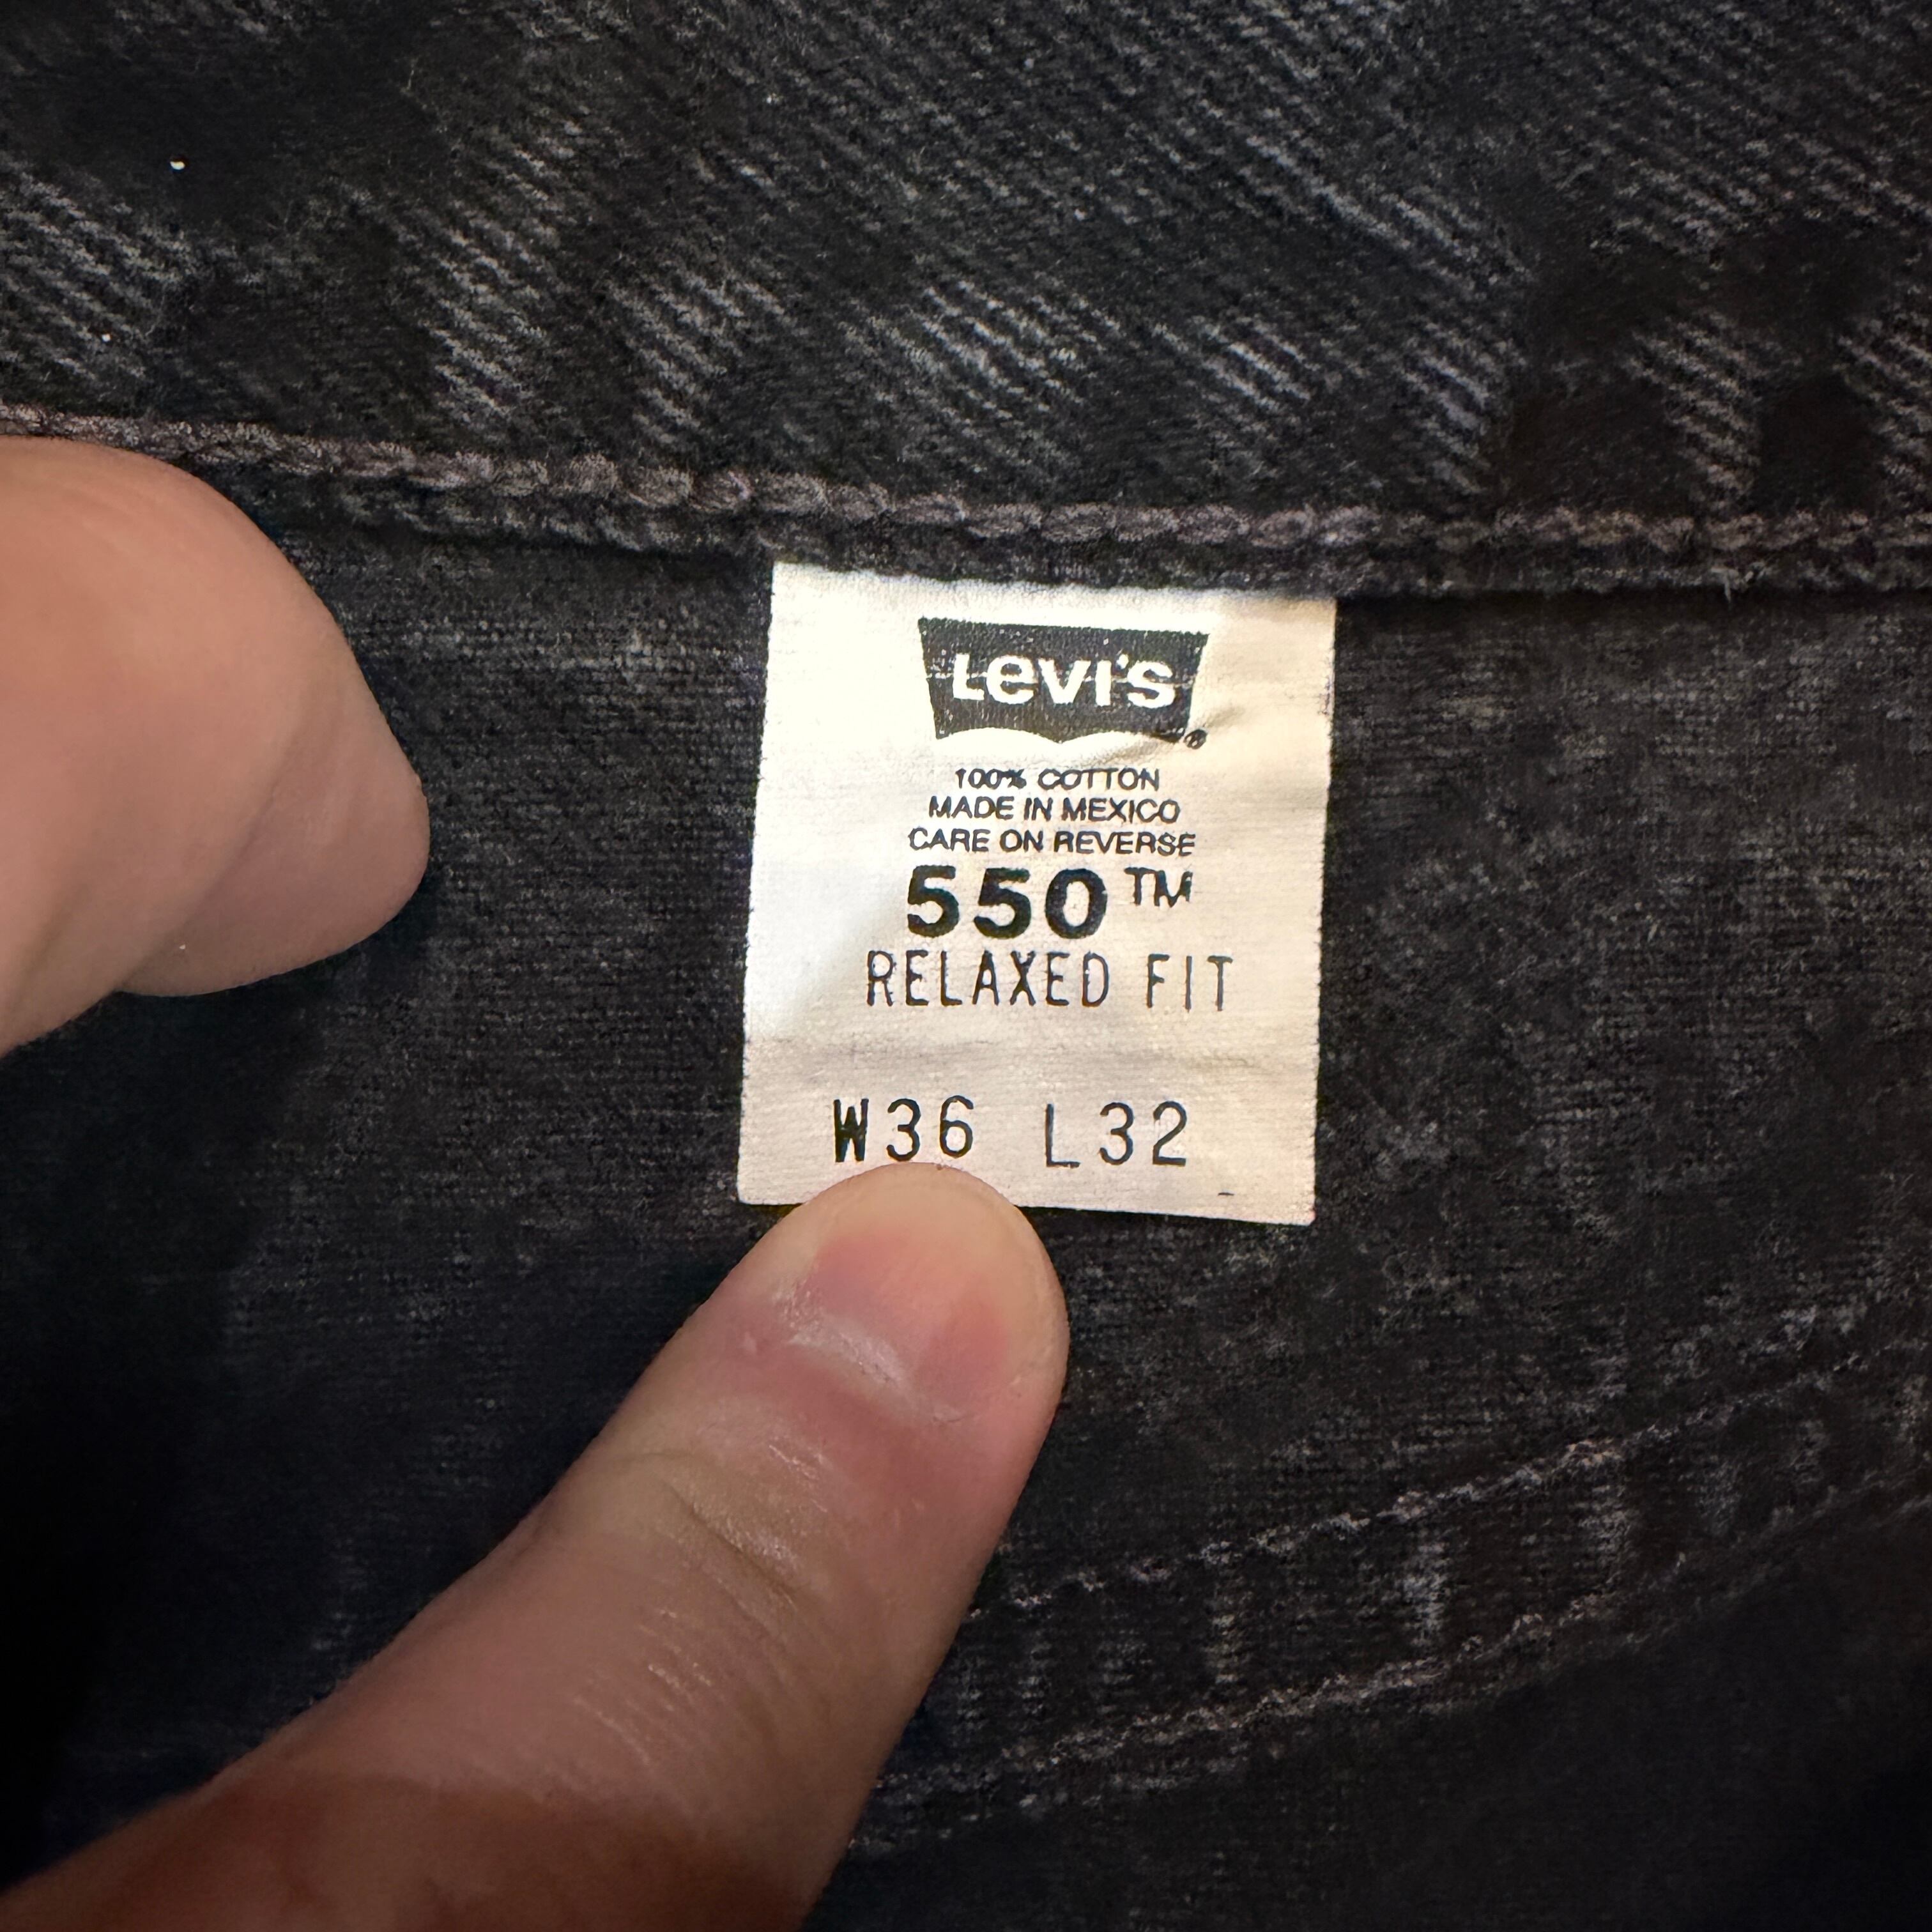 LEVI'S ®
100% COTTON
MADE IN MEXICO
CARE ON REVERSE
550™
RELAXED FIT
W36 L32